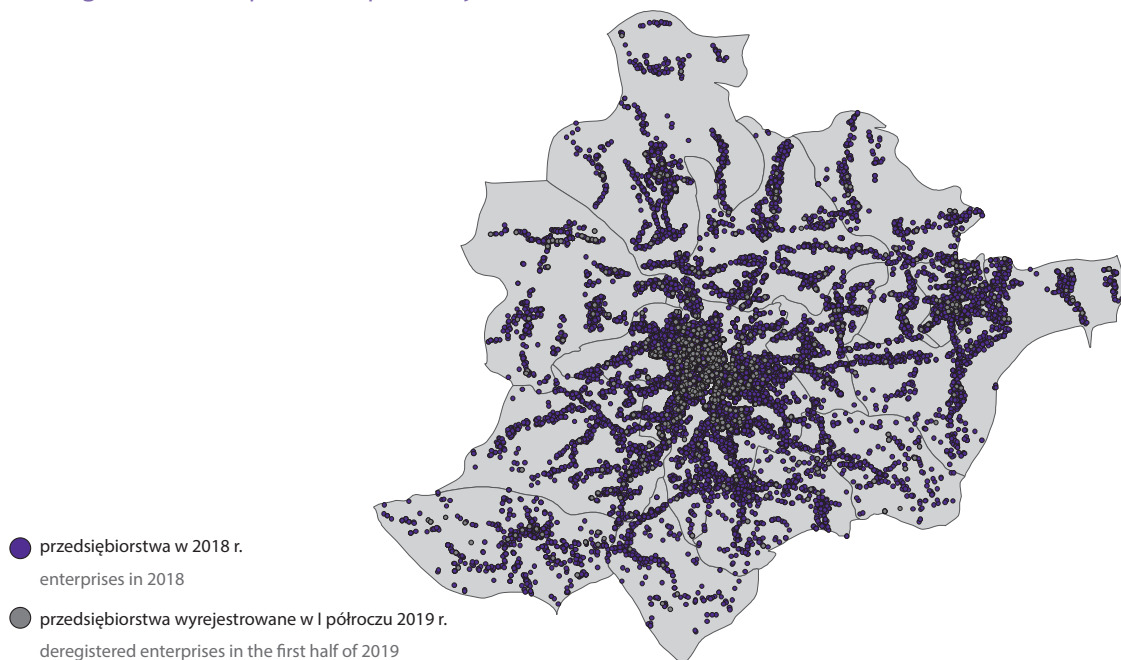 przedsiębiorstwa w 2018 r.
enterprises in 2018
przedsiębiorstwa wyrejestrowane w I półroczu 2019 r.
deregistered enterprises in the first half of 2019